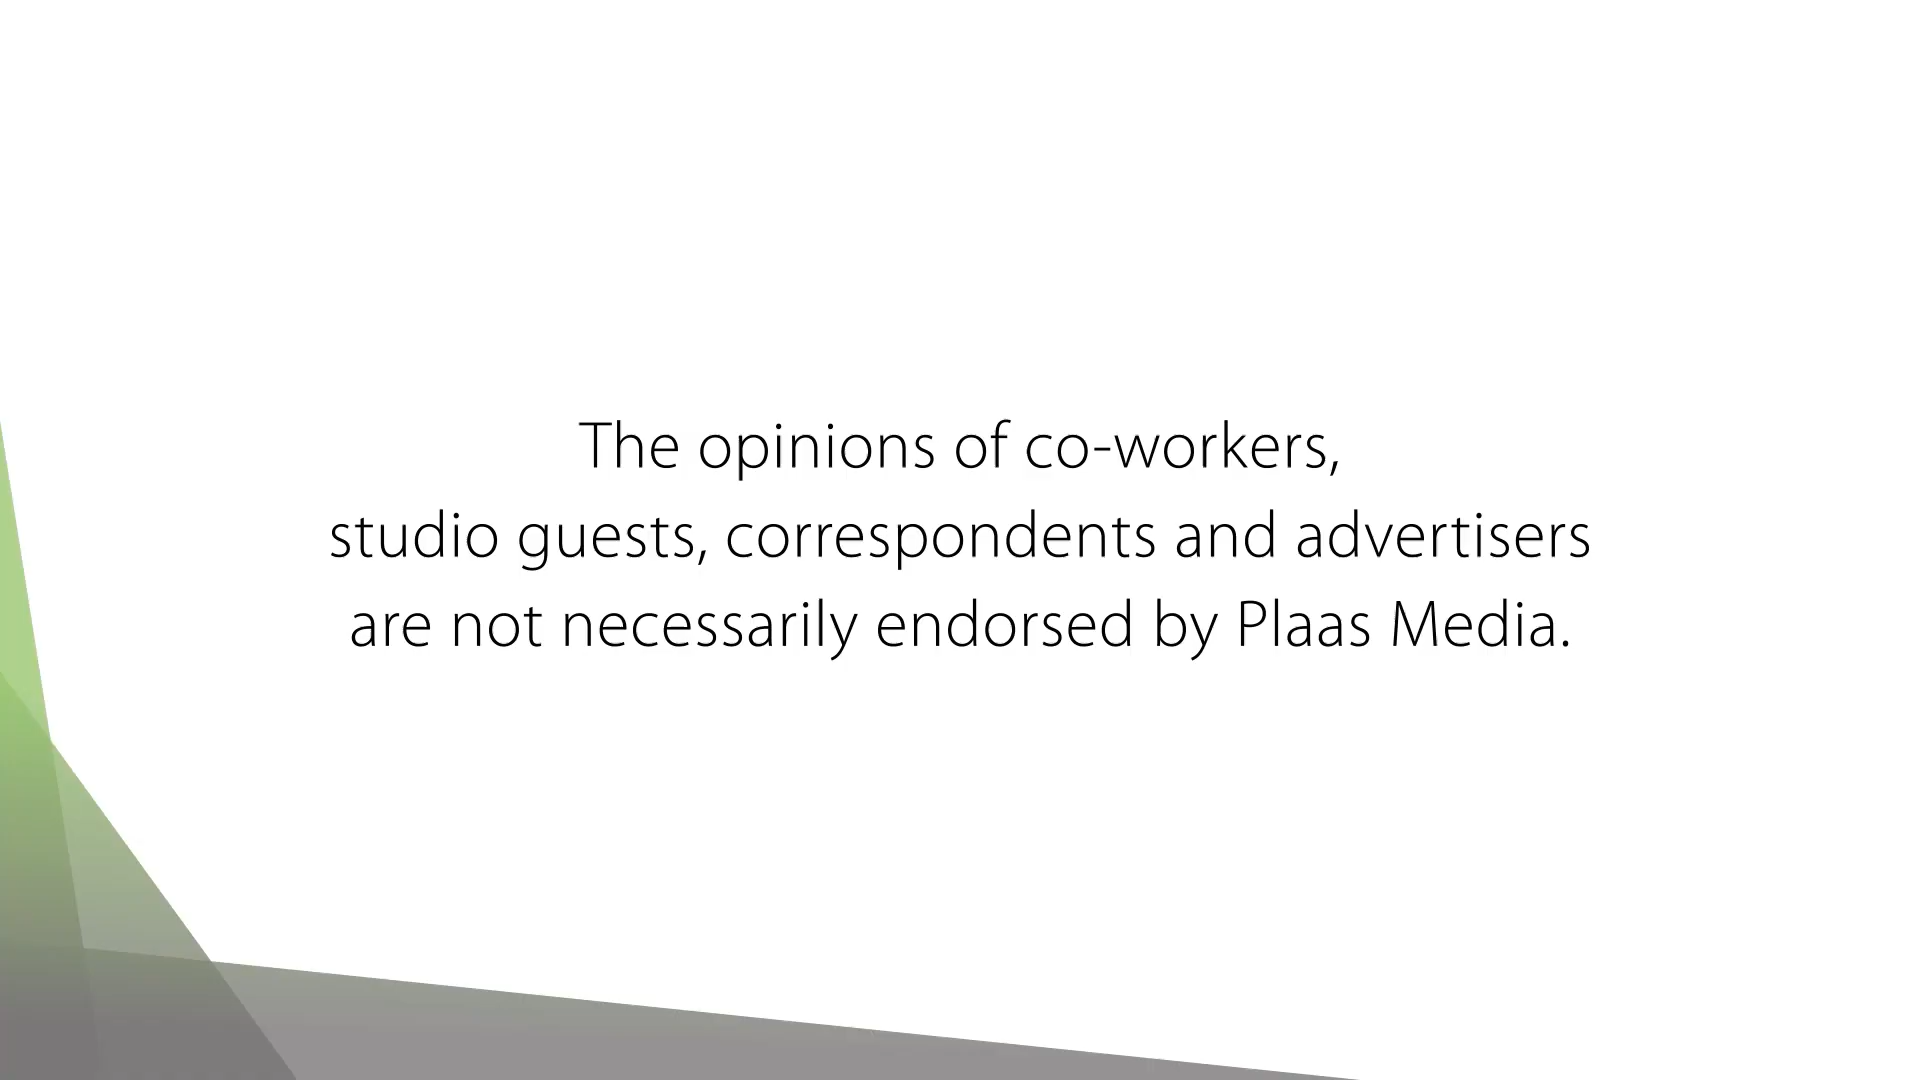 The opinions of co-workers,
studio guests, correspondents and advertisers
are not necessarily endorsed by Plaas Media.